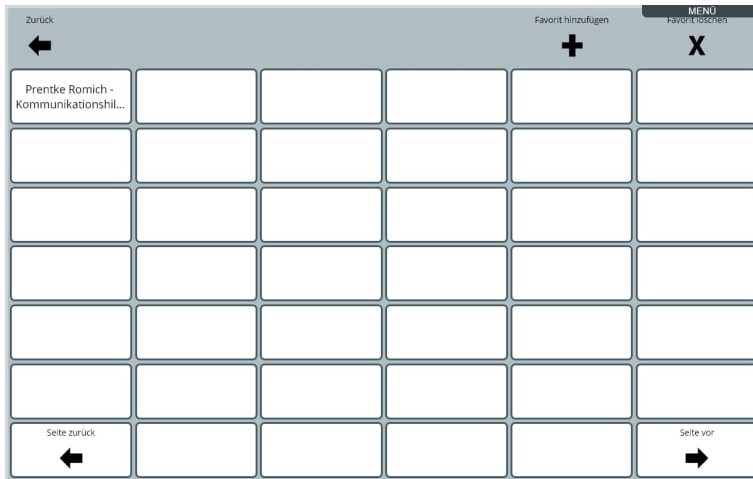 MENÜ
Zurück
Favorit hinzufügen
Favorit löschen
Prentke Romich -
Kommunikationshil...
Seite zurück
Seite vor